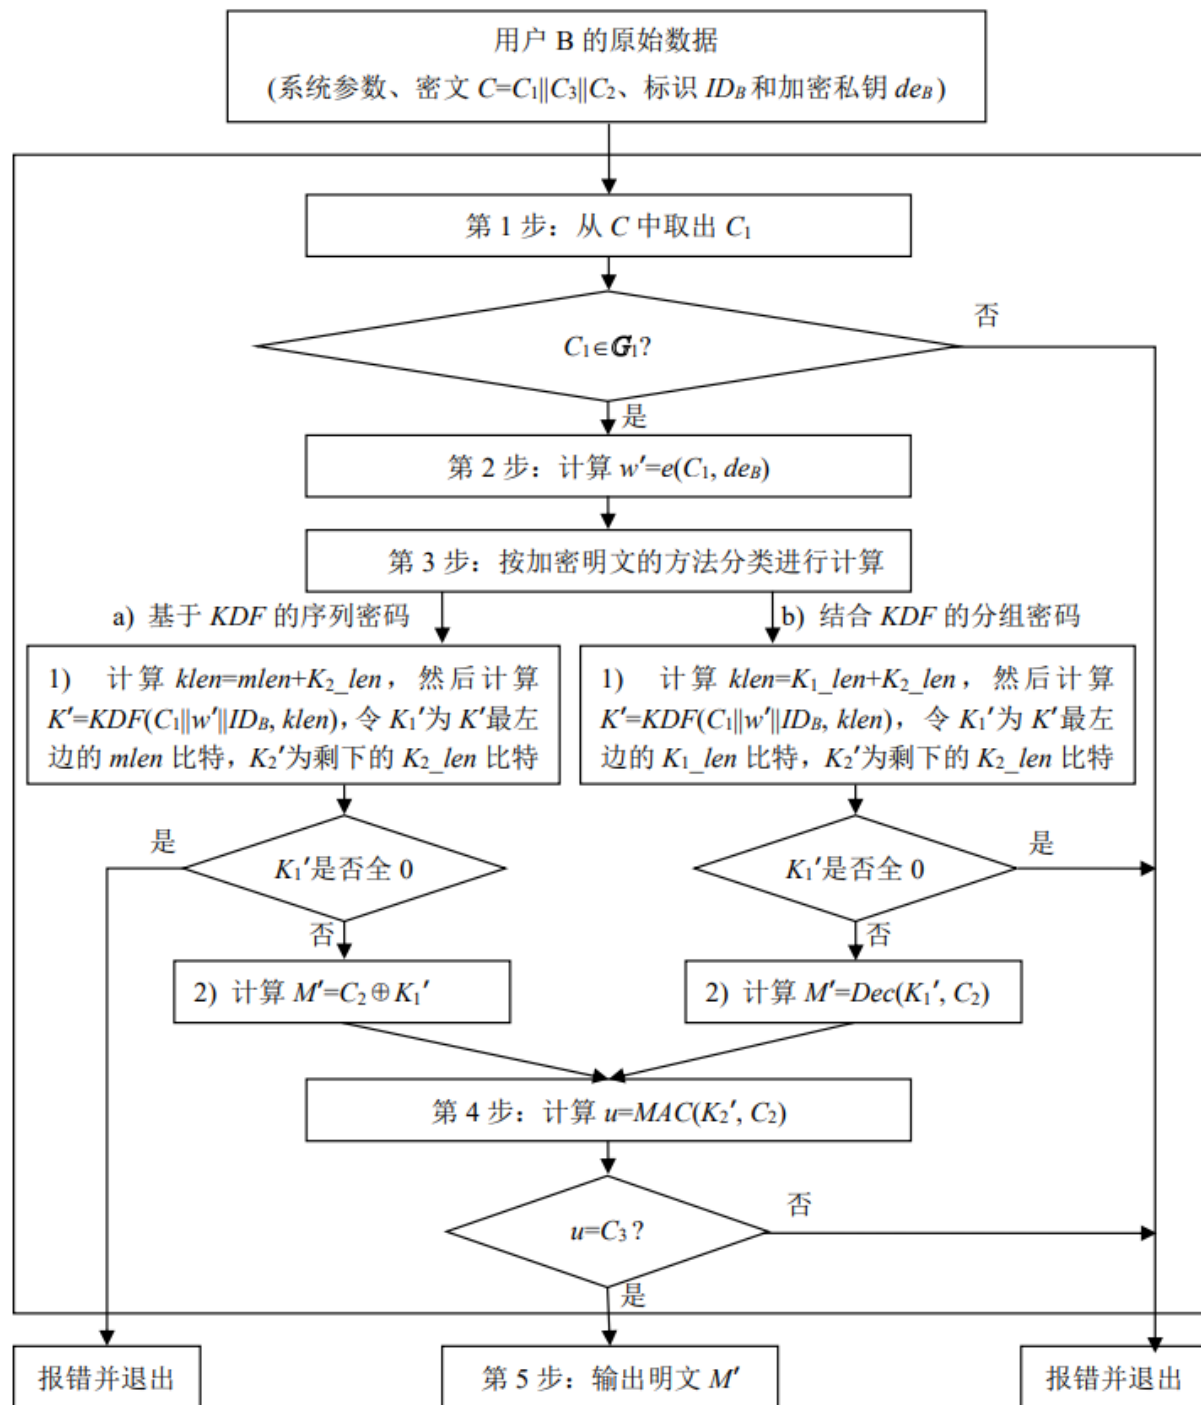 用户 B 的原始数据
(系统参数、密文 C=C₁||C₃||C₂、标识 ID_B 和加密私钥 de_B)
第 1 步：从 C 中取出 C₁
C₁∈G₁?
否
是
第 2 步：计算 w′=e(C₁, de_B)
第 3 步：按加密明文的方法分类进行计算
a) 基于 KDF 的序列密码
b) 结合 KDF 的分组密码
1) 计算 klen=mlen+K₂_len，然后计算
K′=KDF(C₁||w′||ID_B, klen)，令 K₁′为 K′最左
边的 mlen 比特，K₂′为剩下的 K₂_len 比特
1) 计算 klen=K₁_len+K₂_len，然后计算
K′=KDF(C₁||w′||ID_B, klen)，令 K₁′为 K′最左
边的 K₁_len 比特，K₂′为剩下的 K₂_len 比特
是
K₁′是否全 0
否
K₁′是否全 0
是
否
2) 计算 M′=C₂⊕K₁′
2) 计算 M′=Dec(K₁′, C₂)
第 4 步：计算 u=MAC(K₂′, C₂)
u=C₃?
否
是
报错并退出
第 5 步：输出明文 M′
报错并退出